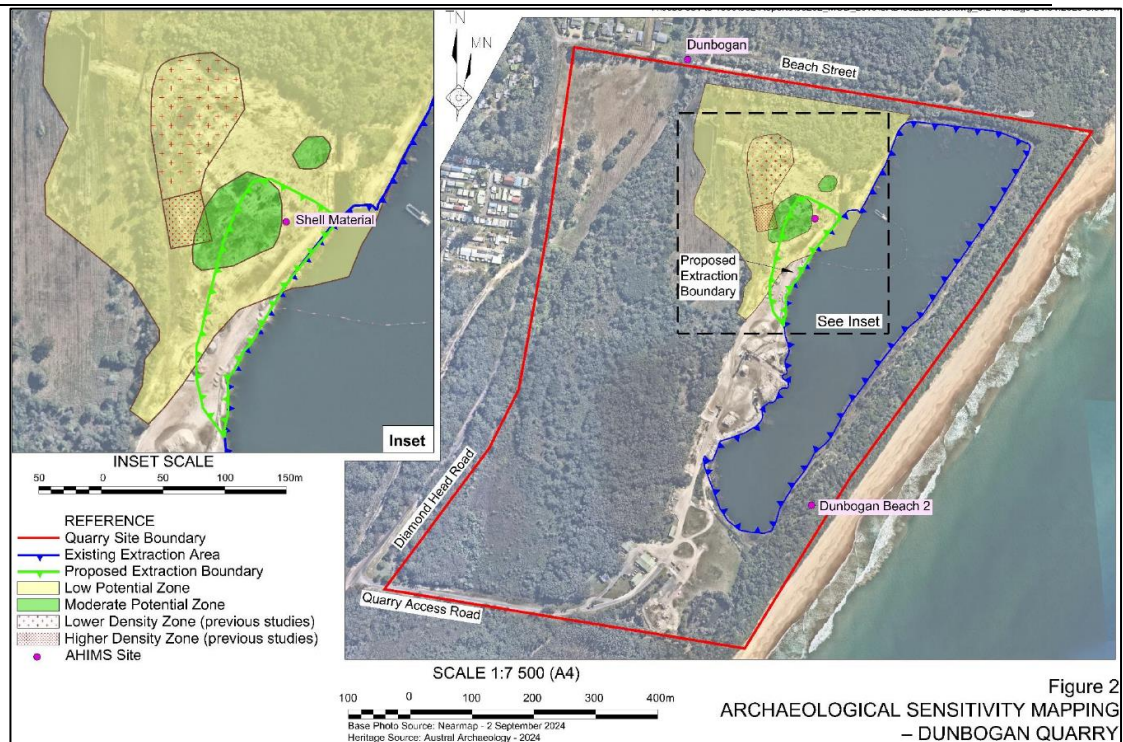 TN
MN
Dunbogan
Beach Street
Shell Material
Proposed
Extraction
Boundary
See Inset
Inset
INSET SCALE
50 0 50 100 150m
Diamond Head Road
Dunbogan Beach 2
Quarry Access Road
REFERENCE
Quarry Site Boundary
Existing Extraction Area
Proposed Extraction Boundary
Low Potential Zone
Moderate Potential Zone
Lower Density Zone (previous studies)
Higher Density Zone (previous studies)
AHIMS Site
SCALE 1:7 500 (A4)
100 0 100 200 300 400m
Base Photo Source: Nearmap - 2 September 2024
Heritage Source: Austral Archaeology - 2024
Figure 2
ARCHAEOLOGICAL SENSITIVITY MAPPING
– DUNBOGAN QUARRY